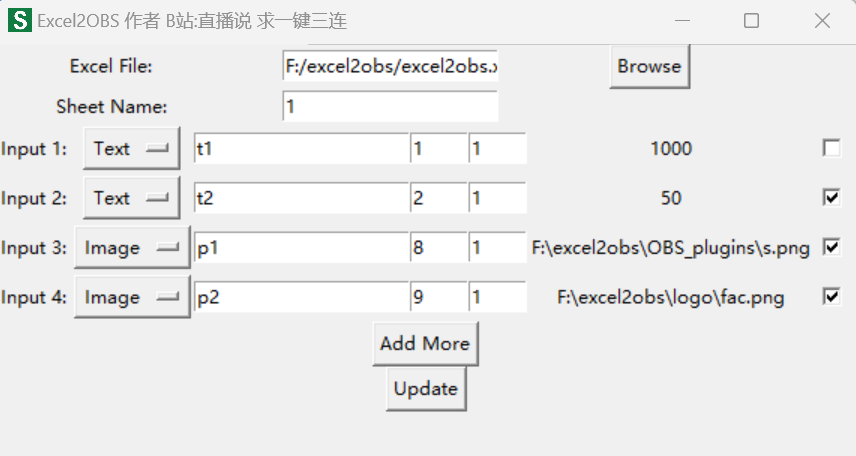 S Excel2OBS 作者 B站:直播说 求一键三连
Excel File: F:/excel2obs/excel2obs.x Browse
Sheet Name: 1
Input 1: Text t1 1 1 1000
Input 2: Text t2 2 1 50
Input 3: Image p1 8 1 F:\excel2obs\OBS_plugins\s.png
Input 4: Image p2 9 1 F:\excel2obs\logo\fac.png
Add More
Update